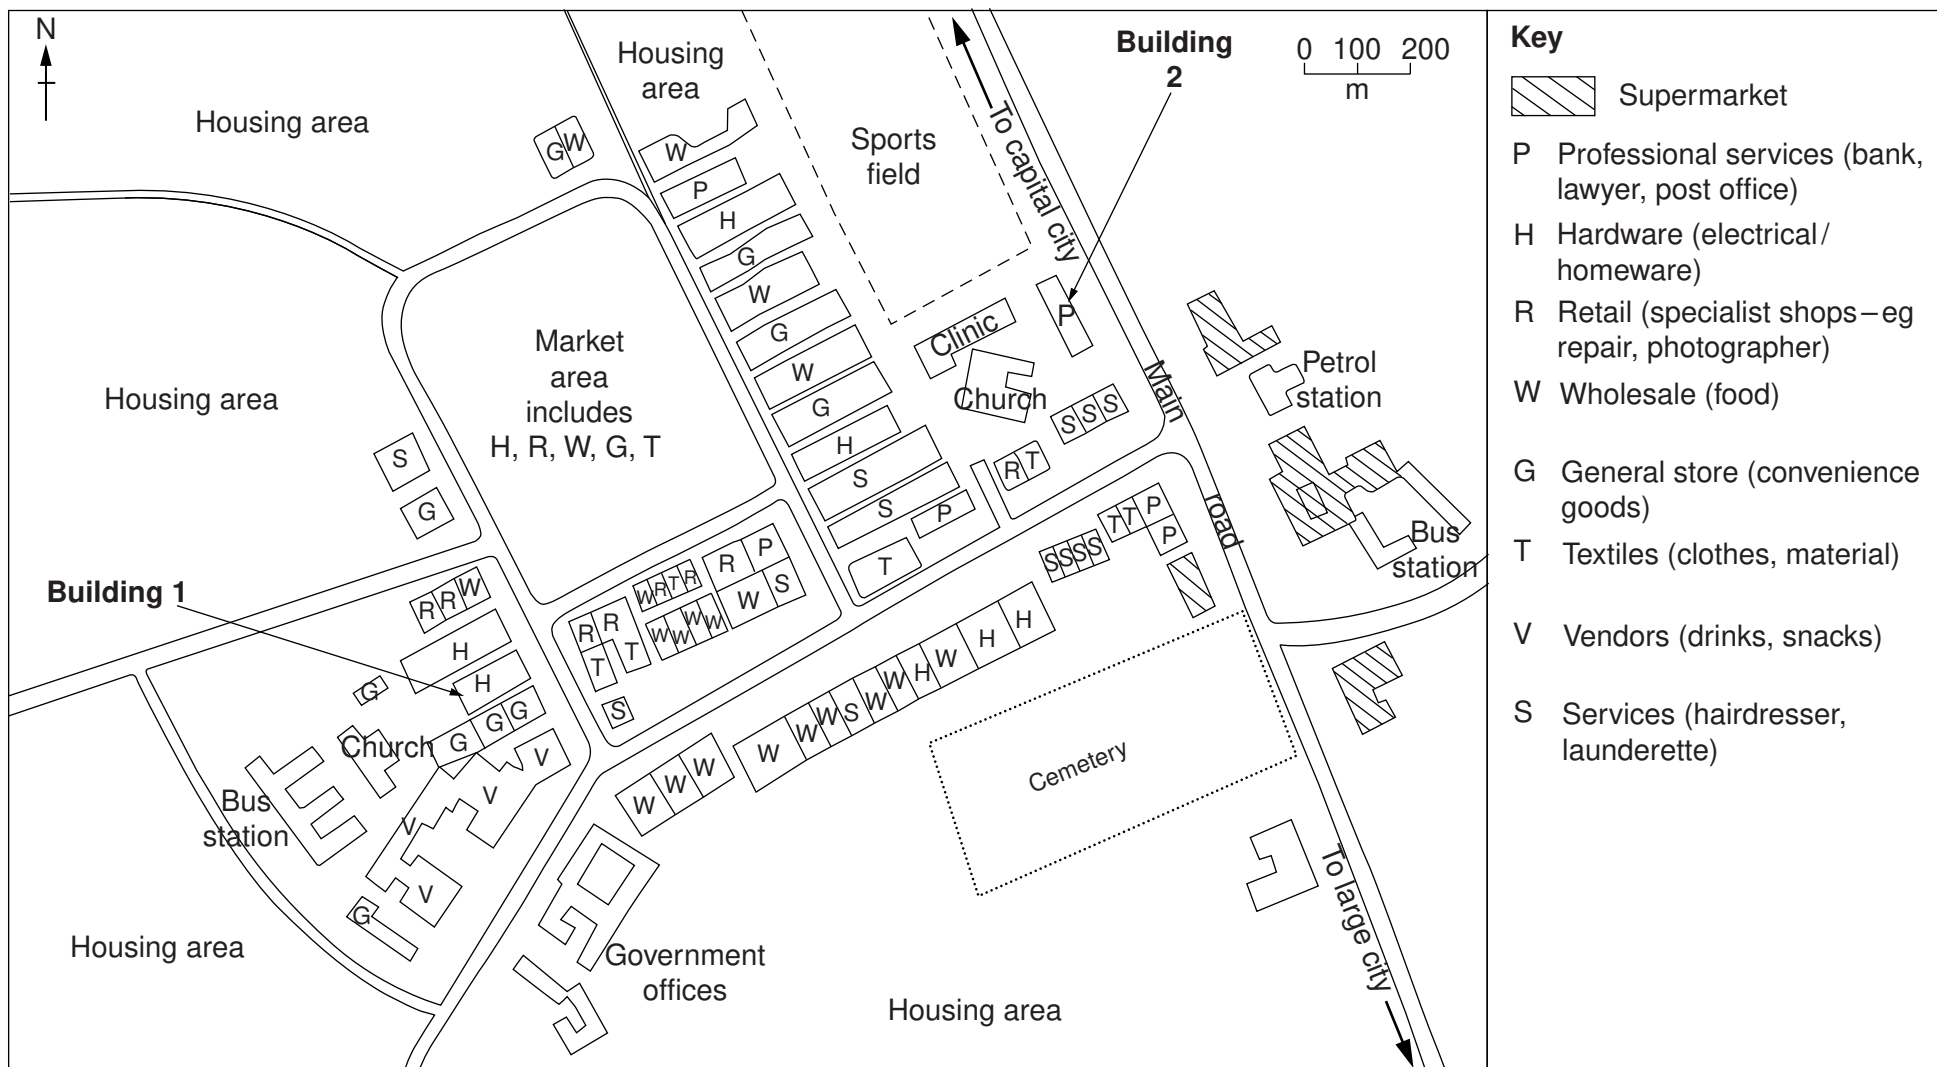 N
Housing area
Housing
area
Sports
field
To capital city
Building
2
0 100 200
m
G W
W
P
H
G
W
G
W
G
H
S
S
P
T
Clinic
Church
P
S S S
R T
Main
road
Petrol
station
Bus
station
Market
area
includes
H, R, W, G, T
Housing area
S
G
Building 1
R R W
H
H
G
G G G
V
V
V
V
G
Church
Bus
station
Housing area
R R
T T
S
W R T R
W W W W
R P
W S
S S S S
T T P
P
W W W
W W W S W W H W H H
Cemetery
Government
offices
Housing area
To large city
Key
Supermarket
P Professional services (bank,
lawyer, post office)
H Hardware (electrical/
homeware)
R Retail (specialist shops–eg
repair, photographer)
W Wholesale (food)
G General store (convenience
goods)
T Textiles (clothes, material)
V Vendors (drinks, snacks)
S Services (hairdresser,
launderette)